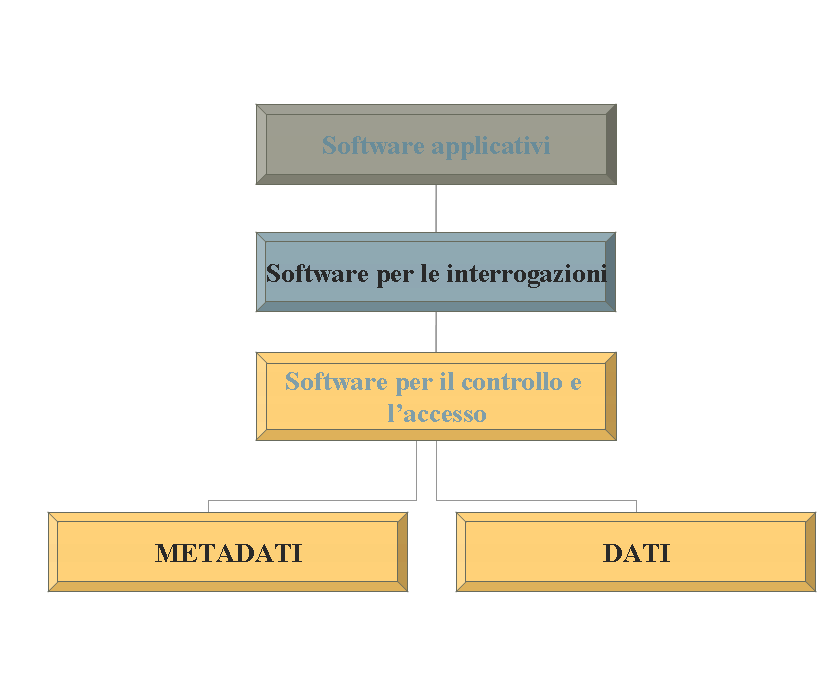 Software applicativi
Software per le interrogazioni
Software per il controllo e
l’accesso
METADATI
DATI